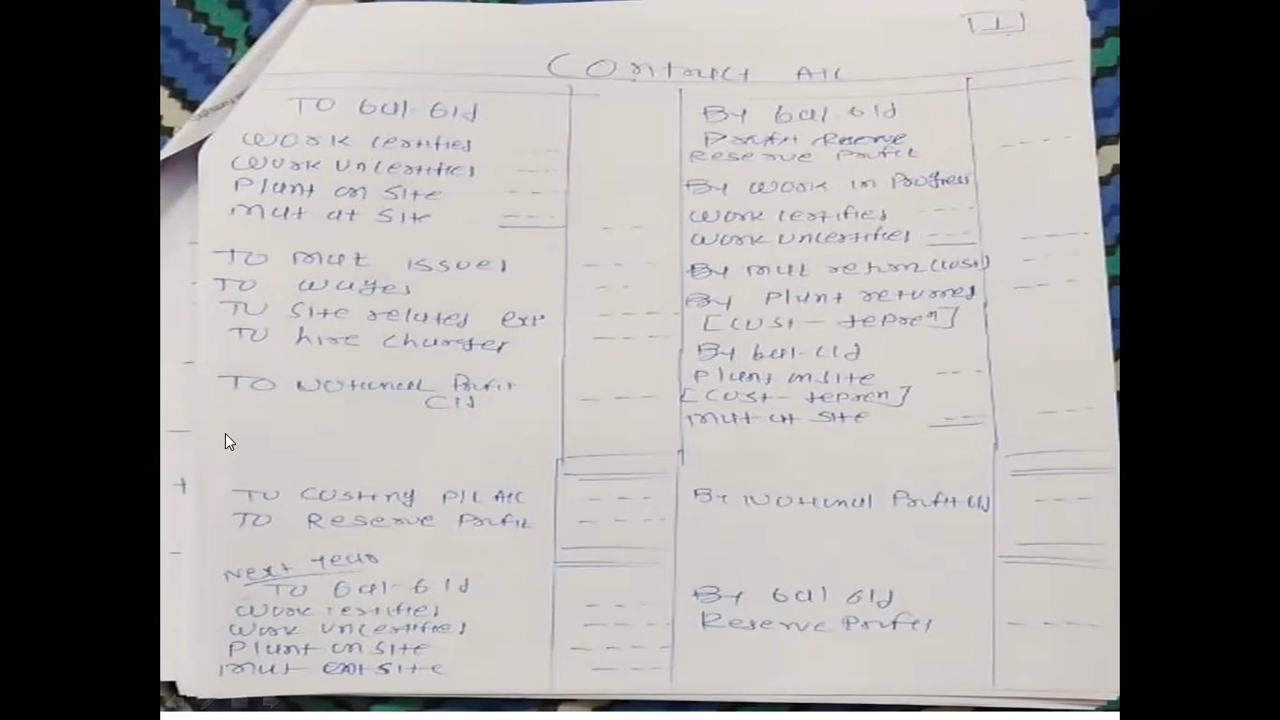 1
Contract A/C
To bal. b/d
Work certified
Work uncertified
Plant on site
Mat at site
To mat issued
To wages
To site related exp
To hire charges
To Notional Profit
c/d
To costing P/L A/c
To Reserve Profit
Next year
To bal-b/d
Work certified
Work uncertified
Plant on site
mat site
By bal. b/d
Profit Reserve
Reserve Profit
By work in Progress
Work certified
Work uncertified
By mat return (cost)
By Plant returned
[cost - depren]
By bal-c/d
Plant onsite
[cost - depren]
mat at site
By Notional Profit c/d
By bal b/d
Reserve Profit